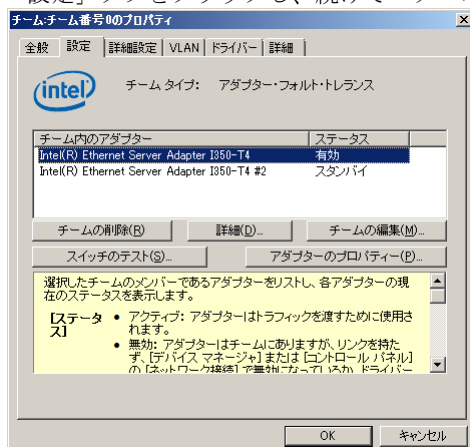 チーム:チーム番号0のプロパティ
全般 設定 詳細設定 VLAN ドライバー 詳細
intel
チーム タイプ: アダプター・フォルト・トレランス
チーム内のアダプター ステータス
Intel(R) Ethernet Server Adapter I350-T4 有効
Intel(R) Ethernet Server Adapter I350-T4 #2 スタンバイ
チームの削除(R) 詳細(D)... チームの編集(M)...
スイッチのテスト(S)... アダプターのプロパティー(P)...
選択したチームのメンバーであるアダプターをリストし、各アダプターの現
在のステータスを表示します。
[ステータ
ス]
• アクティブ: アダプターはトラフィックを渡すために使用さ
れます。
• 無効: アダプターはチームにありますが、リンクを持た
ず、[デバイス マネージャ] または [コントロール パネル]
の [ネットワーク接続] で無効になっているか、ドライバー
OK キャンセル